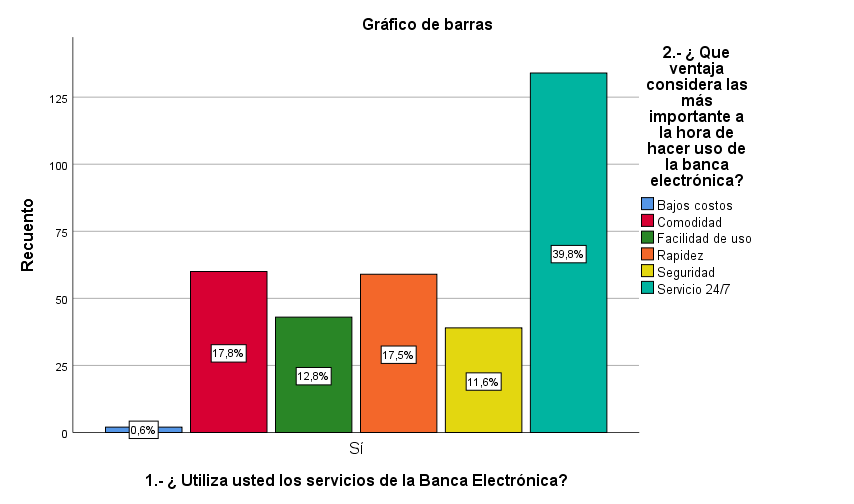 Gráfico de barras
2.- ¿ Que
ventaja
considera las
más
importante a
la hora de
hacer uso de
la banca
electrónica?
Bajos costos
Comodidad
Facilidad de uso
Rapidez
Seguridad
Servicio 24/7
Recuento
125
100
75
50
25
0
0,6%
17,8%
12,8%
17,5%
11,6%
39,8%
Sí
1.- ¿ Utiliza usted los servicios de la Banca Electrónica?